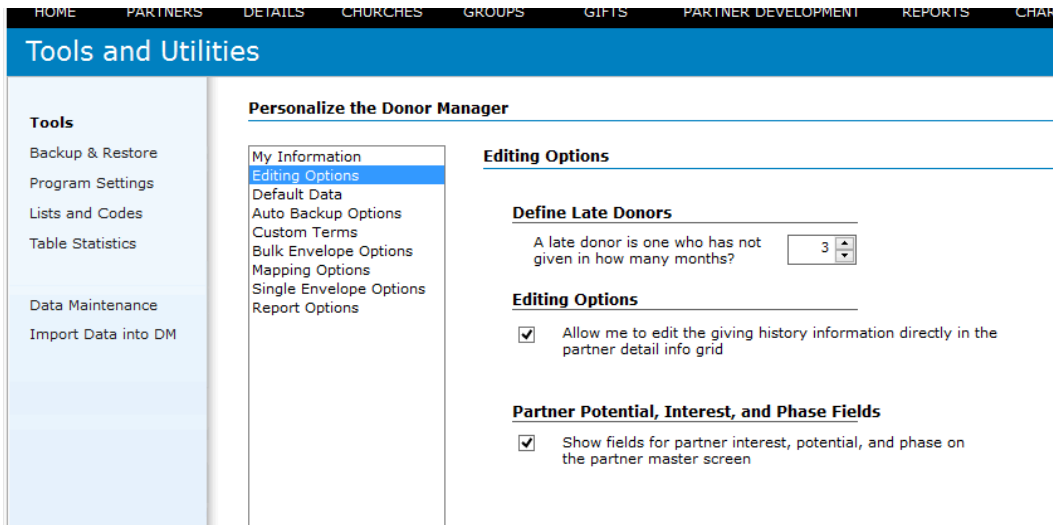 HOME PARTNERS DETAILS CHURCHES GROUPS GIFTS PARTNER DEVELOPMENT REPORTS
Tools and Utilities
Tools
Backup & Restore
Program Settings
Lists and Codes
Table Statistics
Data Maintenance
Import Data into DM
Personalize the Donor Manager
My Information
Editing Options
Default Data
Auto Backup Options
Custom Terms
Bulk Envelope Options
Mapping Options
Single Envelope Options
Report Options
Editing Options
Define Late Donors
A late donor is one who has not
given in how many months?
3
Editing Options
Allow me to edit the giving history information directly in the
partner detail info grid
Partner Potential, Interest, and Phase Fields
Show fields for partner interest, potential, and phase on
the partner master screen